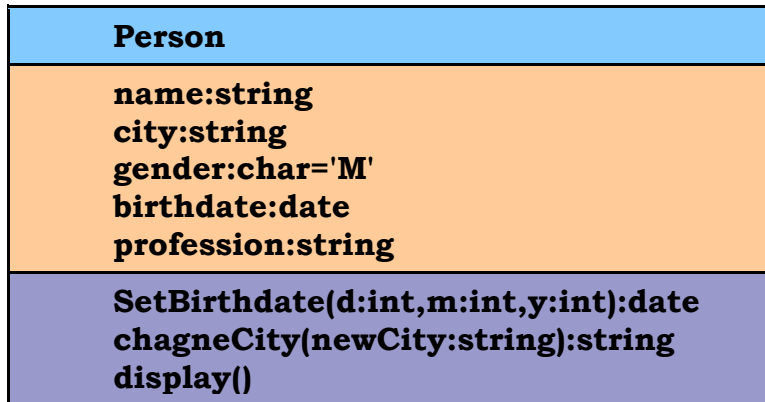 Person
name:string
city:string
gender:char='M'
birthdate:date
profession:string
SetBirthdate(d:int,m:int,y:int):date
chagneCity(newCity:string):string
display()